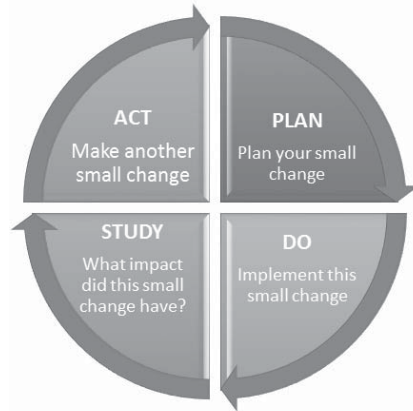 ACT
Make another
small change
PLAN
Plan your small
change
STUDY
What impact
did this small
change have?
DO
Implement this
small change